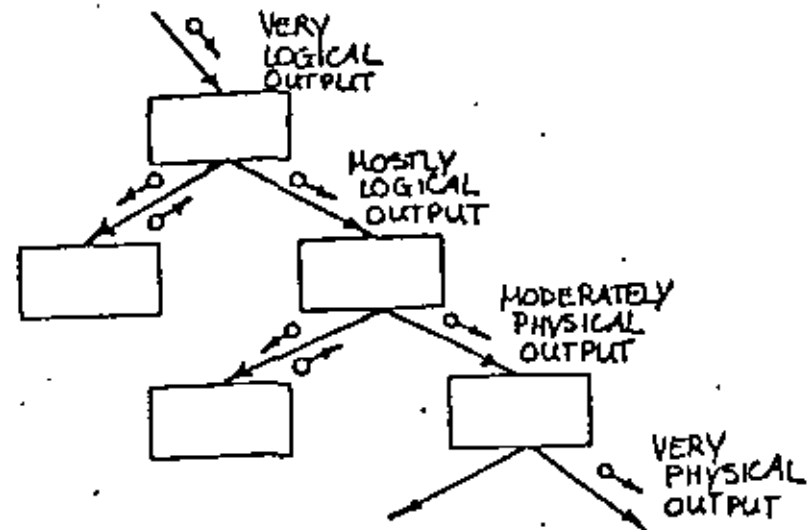 VERY
LOGICAL
OUTPUT
MOSTLY
LOGICAL
OUTPUT
MODERATELY
PHYSICAL
OUTPUT
VERY
PHYSICAL
OUTPUT